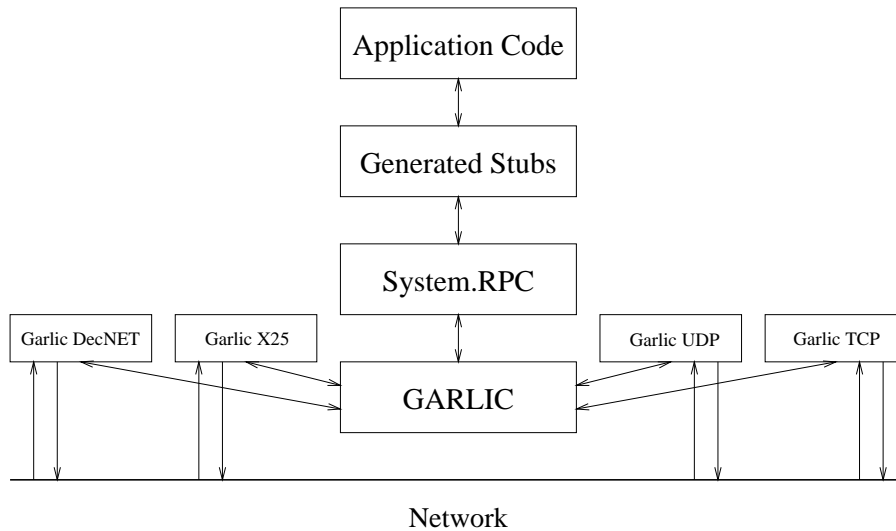 Application Code
Generated Stubs
System.RPC
Garlic DecNET
Garlic X25
Garlic UDP
Garlic TCP
GARLIC
Network